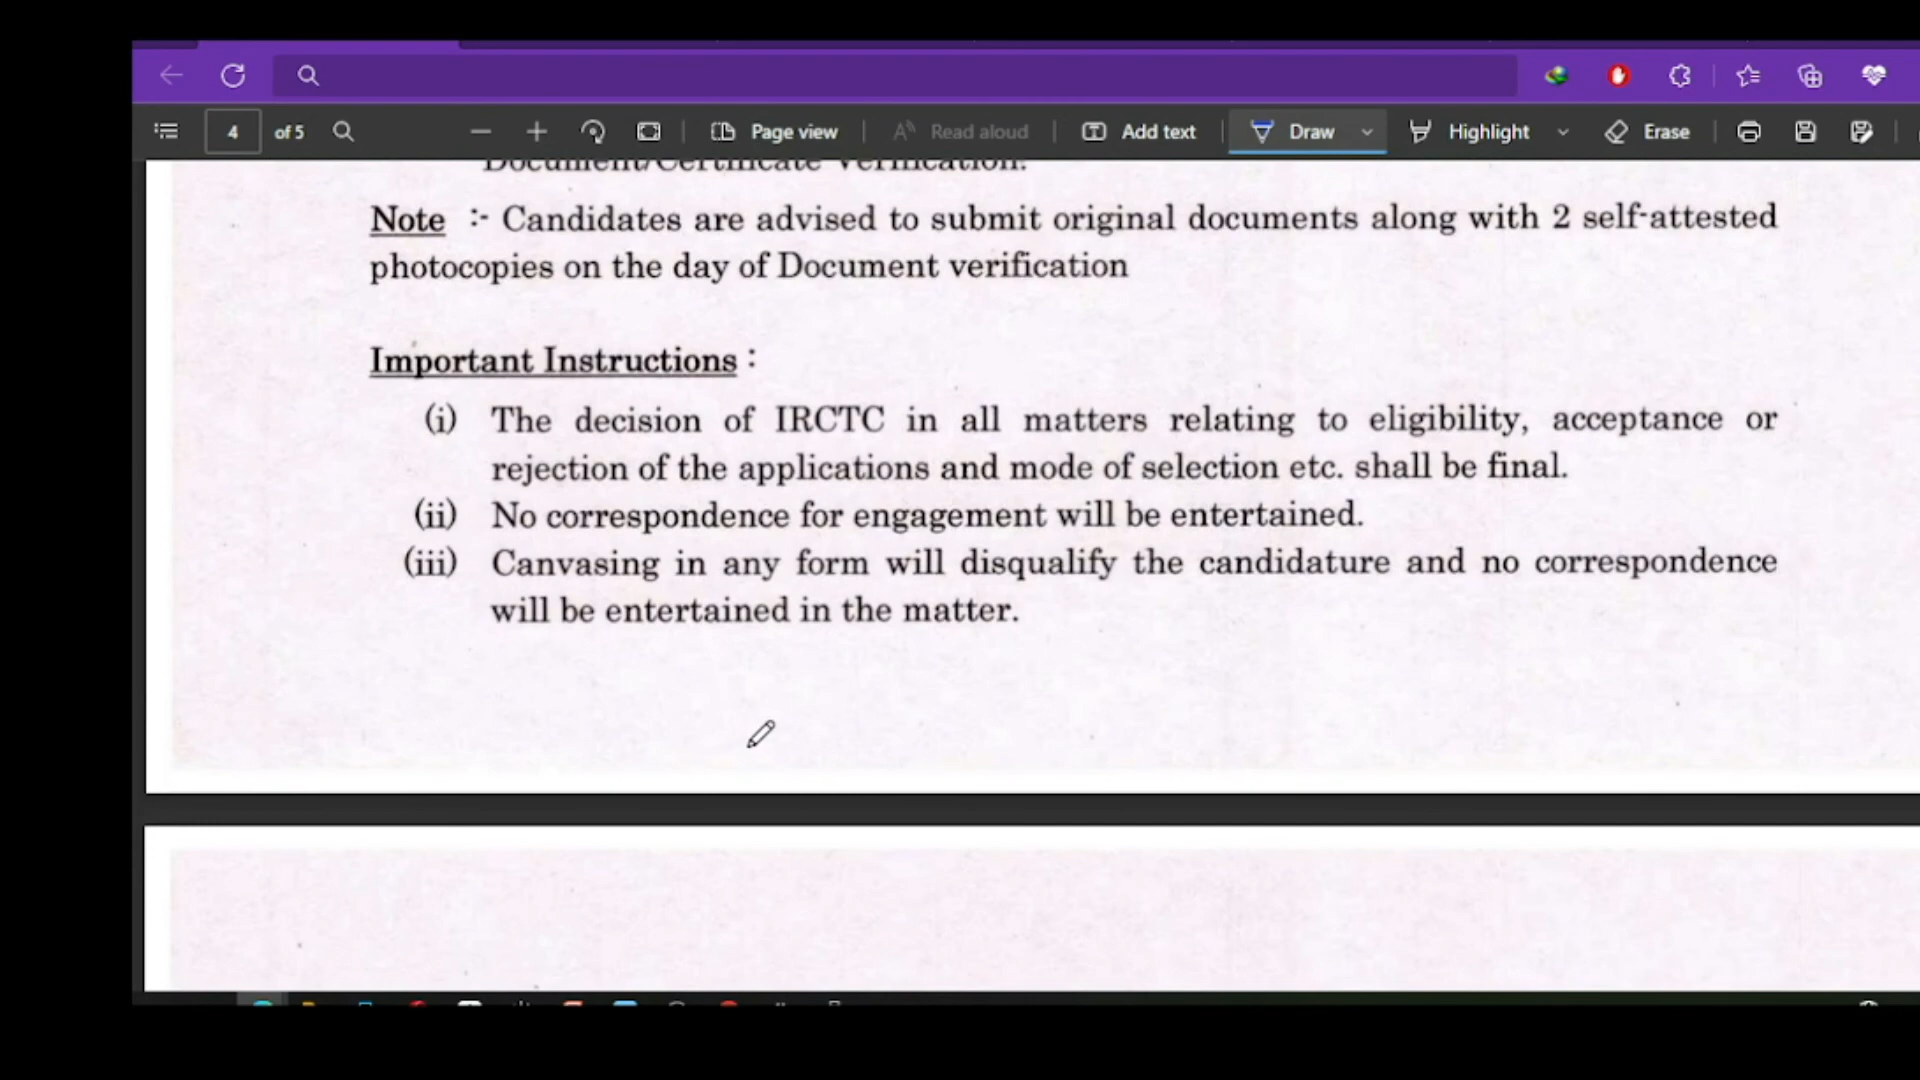 4 of 5 Page view Read aloud Add text Draw Highlight Erase
Document/Certificate Verification.
Note :- Candidates are advised to submit original documents along with 2 self-attested
photocopies on the day of Document verification
Important Instructions :
(i) The decision of IRCTC in all matters relating to eligibility, acceptance or
rejection of the applications and mode of selection etc. shall be final.
(ii) No correspondence for engagement will be entertained.
(iii) Canvasing in any form will disqualify the candidature and no correspondence
will be entertained in the matter.